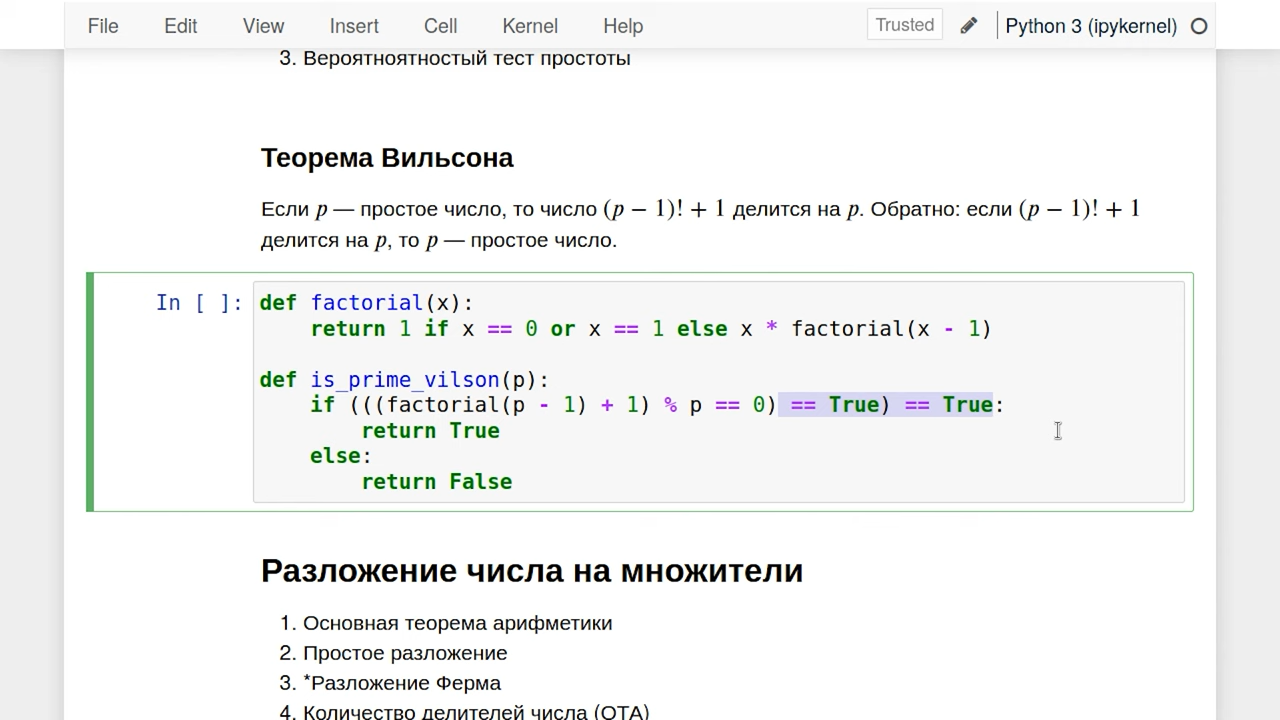 File Edit View Insert Cell Kernel Help Trusted Python 3 (ipykernel)
3. Вероятноятностый тест простоты
Теорема Вильсона
Если p — простое число, то число (p − 1)! + 1 делится на p. Обратно: если (p − 1)! + 1
делится на p, то p — простое число.
In [ ]: def factorial(x):
    return 1 if x == 0 or x == 1 else x * factorial(x - 1)
def is_prime_vilson(p):
    if (((factorial(p - 1) + 1) % p == 0) == True) == True:
        return True
    else:
        return False
Разложение числа на множители
1. Основная теорема арифметики
2. Простое разложение
3. *Разложение Ферма
4. Количество делителей числа (ОТА)